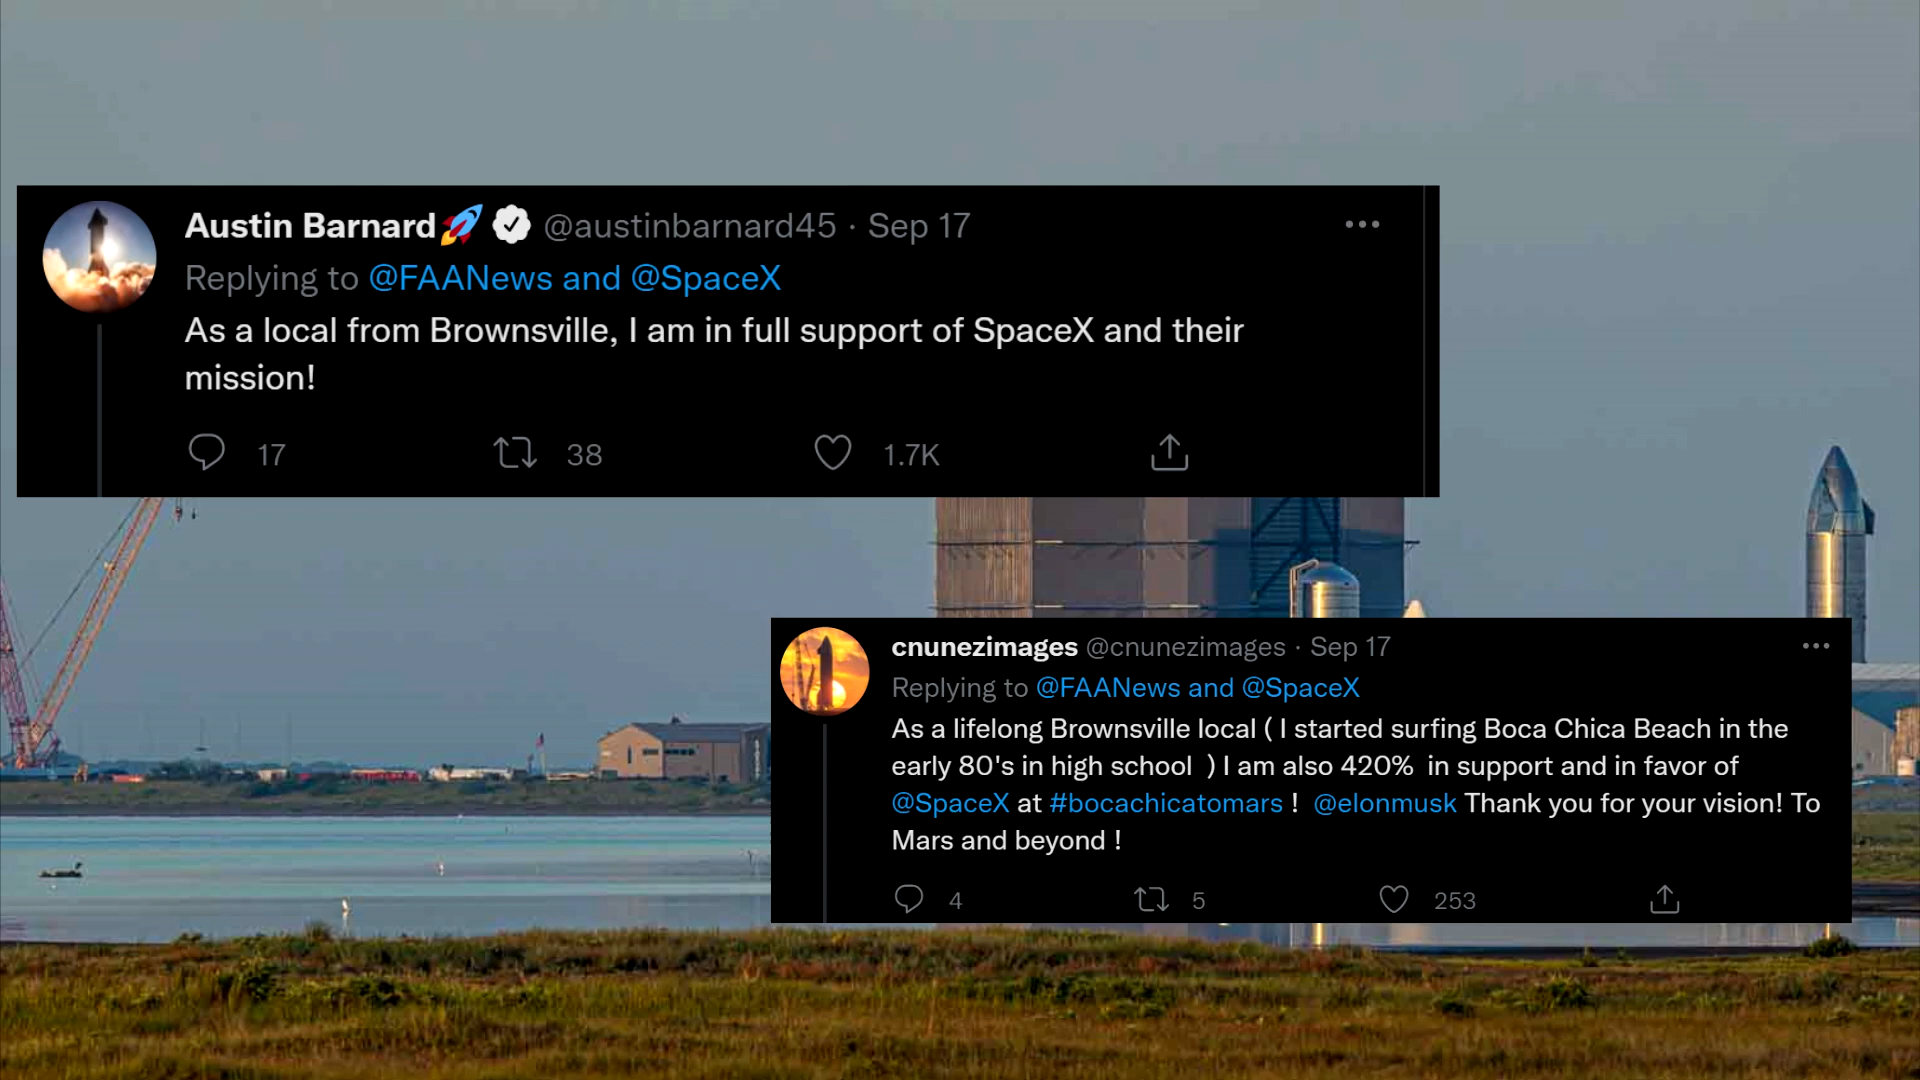 Austin Barnard🚀 @austinbarnard45 · Sep 17
Replying to @FAANews and @SpaceX
As a local from Brownsville, I am in full support of SpaceX and their
mission!
17 38 1.7K
cnunezimages @cnunezimages · Sep 17
Replying to @FAANews and @SpaceX
As a lifelong Brownsville local ( I started surfing Boca Chica Beach in the
early 80's in high school  ) I am also 420%  in support and in favor of
@SpaceX at #bocachicatomars !  @elonmusk Thank you for your vision! To
Mars and beyond !
4 5 253